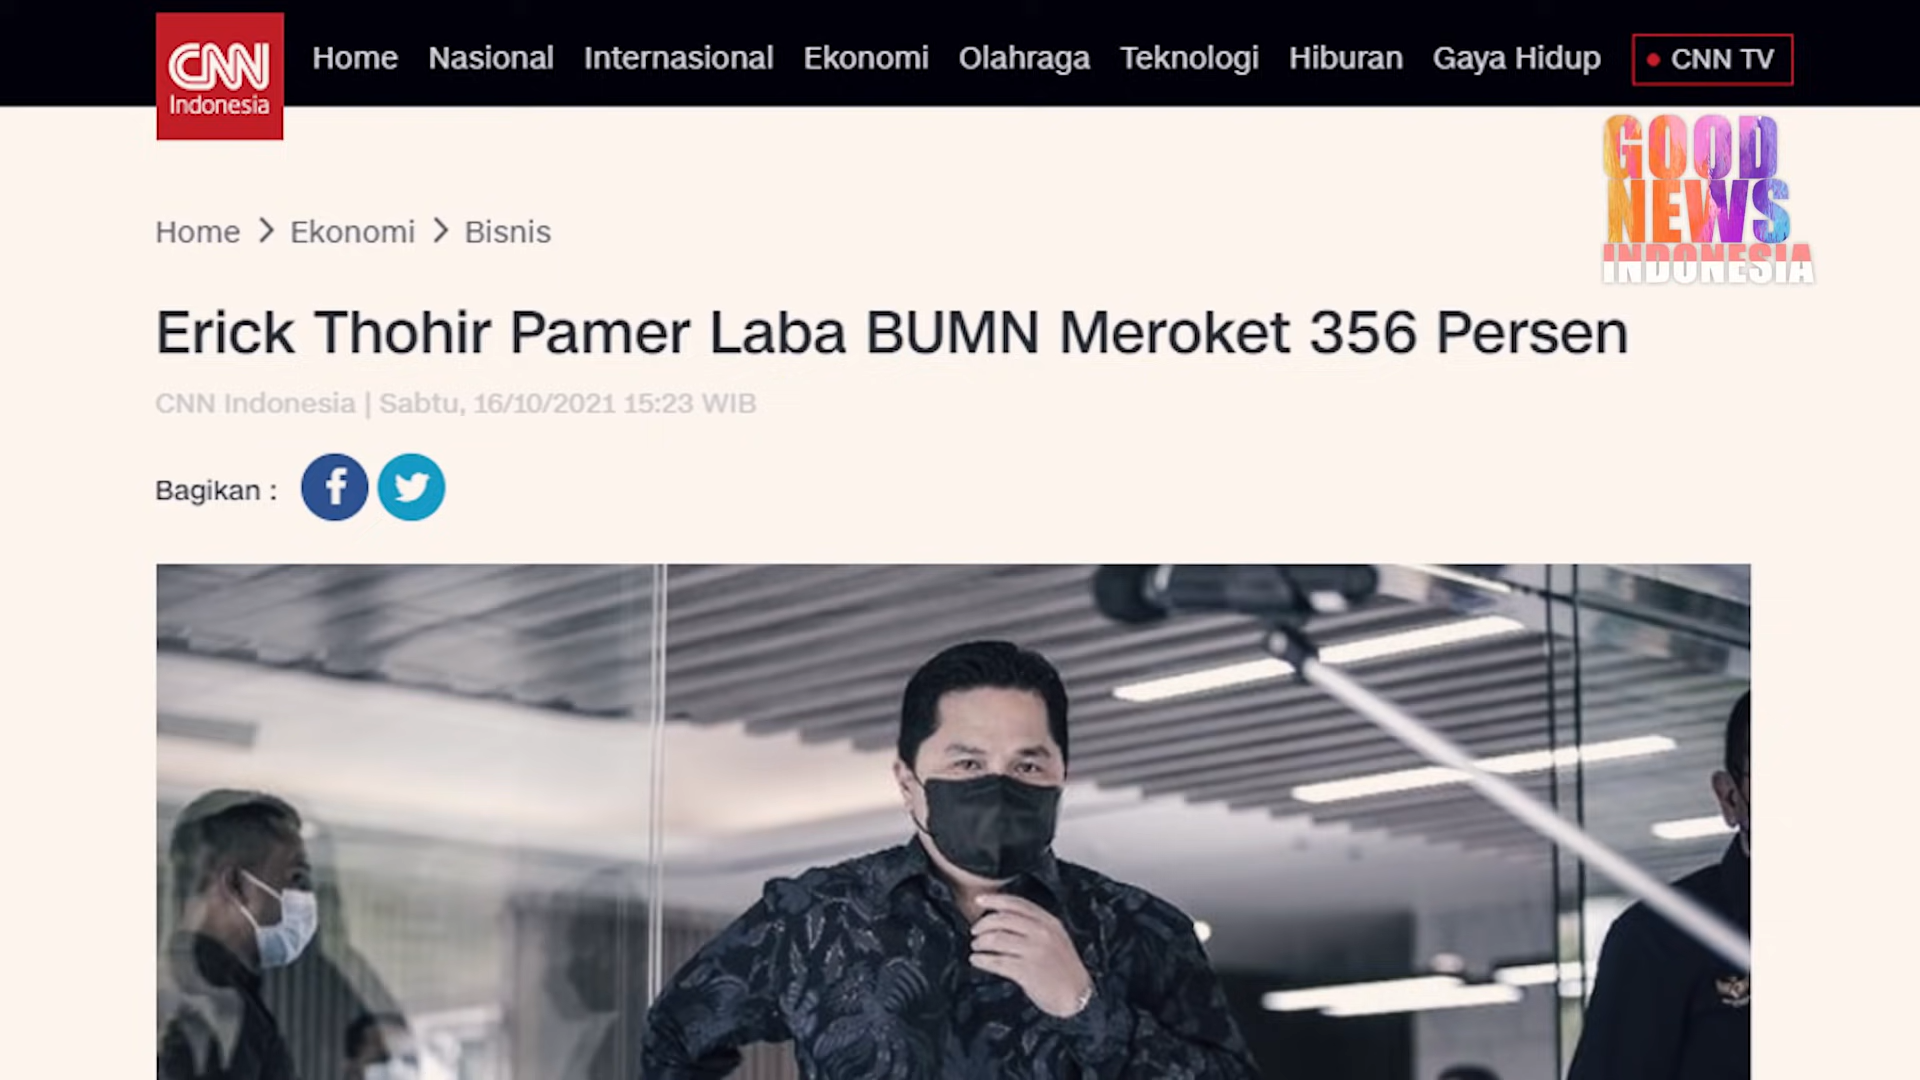 CNN
Indonesia
Home Nasional Internasional Ekonomi Olahraga Teknologi Hiburan Gaya Hidup CNN TV
GOOD
NEWS
INDONESIA
Home > Ekonomi > Bisnis
Erick Thohir Pamer Laba BUMN Meroket 356 Persen
CNN Indonesia | Sabtu, 16/10/2021 15:23 WIB
Bagikan :